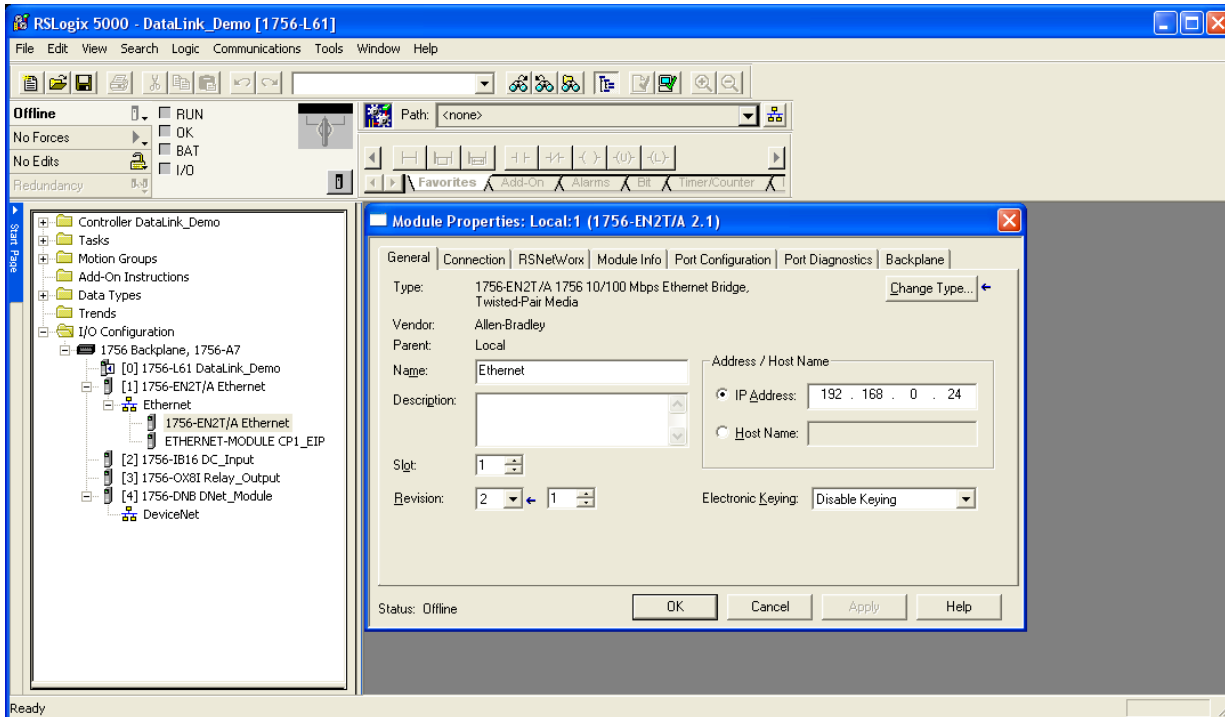 RSLogix 5000 - DataLink_Demo [1756-L61]
File Edit View Search Logic Communications Tools Window Help
Offline
RUN
No Forces
OK
No Edits
BAT
Redundancy
I/O
Path: <none>
Favorites Add-On Alarms Bit Timer/Counter
Start Page
Controller DataLink_Demo
Tasks
Motion Groups
Add-On Instructions
Data Types
Trends
I/O Configuration
1756 Backplane, 1756-A7
[0] 1756-L61 DataLink_Demo
[1] 1756-EN2T/A Ethernet
Ethernet
1756-EN2T/A Ethernet
ETHERNET-MODULE CP1_EIP
[2] 1756-IB16 DC_Input
[3] 1756-OX8I Relay_Output
[4] 1756-DNB DNet_Module
DeviceNet
Module Properties: Local:1 (1756-EN2T/A 2.1)
General Connection RSNetWorx Module Info Port Configuration Port Diagnostics Backplane
Type: 1756-EN2T/A 1756 10/100 Mbps Ethernet Bridge,
Twisted-Pair Media
Change Type...
Vendor: Allen-Bradley
Parent: Local
Name: Ethernet
Description:
Address / Host Name
IP Address: 192 . 168 . 0 . 24
Host Name:
Slot: 1
Revision: 2 1
Electronic Keying: Disable Keying
Status: Offline
OK Cancel Apply Help
Ready